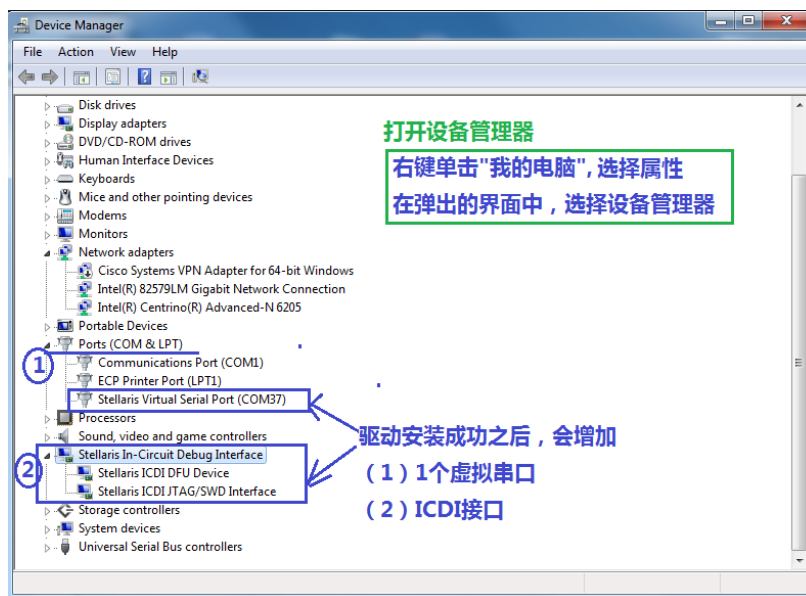 Device Manager
File Action View Help
Disk drives
Display adapters
DVD/CD-ROM drives
Human Interface Devices
Keyboards
Mice and other pointing devices
Modems
Monitors
Network adapters
Cisco Systems VPN Adapter for 64-bit Windows
Intel(R) 82579LM Gigabit Network Connection
Intel(R) Centrino(R) Advanced-N 6205
Portable Devices
Ports (COM & LPT)
Communications Port (COM1)
ECP Printer Port (LPT1)
Stellaris Virtual Serial Port (COM37)
Processors
Sound, video and game controllers
Stellaris In-Circuit Debug Interface
Stellaris ICDI DFU Device
Stellaris ICDI JTAG/SWD Interface
Storage controllers
System devices
Universal Serial Bus controllers
①
②
打开设备管理器
右键单击"我的电脑", 选择属性
在弹出的界面中，选择设备管理器
驱动安装成功之后，会增加
（1）1个虚拟串口
（2）ICDI接口